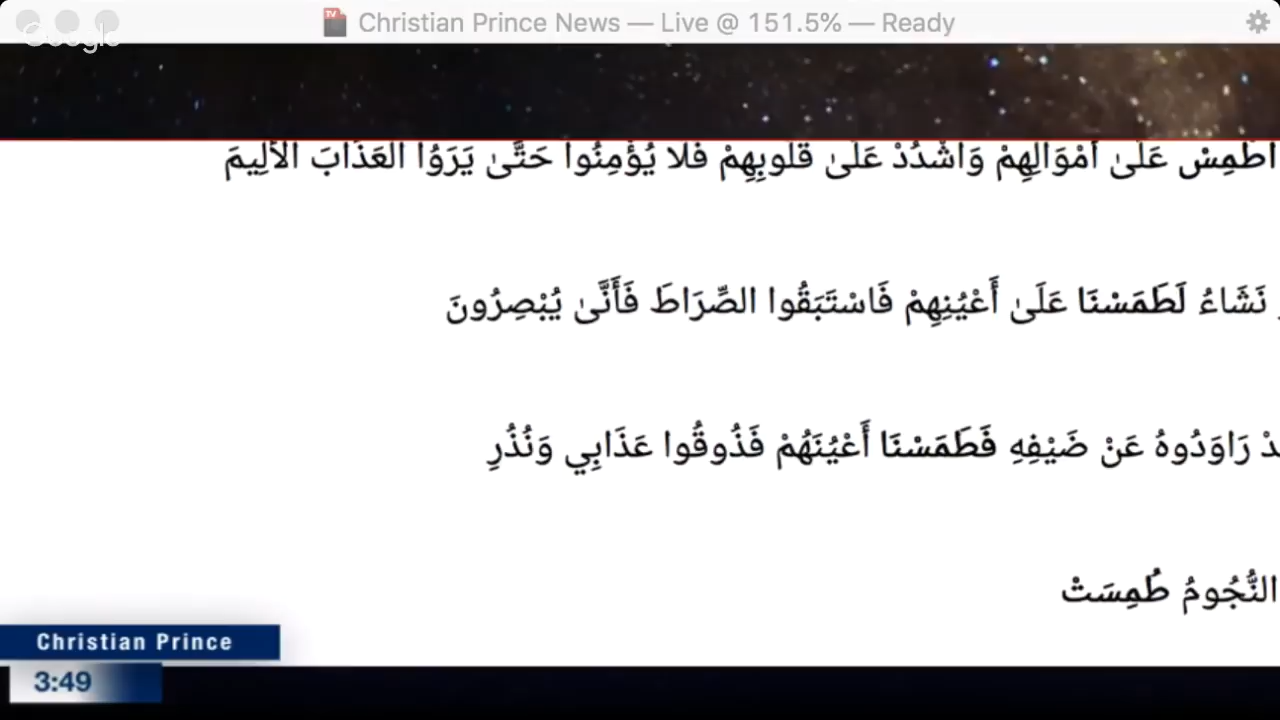 Google
Christian Prince News — Live @ 151.5% — Ready
اطْمِسْ عَلَىٰ أَمْوَالِهِمْ وَاشْدُدْ عَلَىٰ قُلُوبِهِمْ فَلَا يُؤْمِنُوا حَتَّىٰ يَرَوُا الْعَذَابَ الْأَلِيمَ
نَشَاءُ لَطَمَسْنَا عَلَىٰ أَعْيُنِهِمْ فَاسْتَبَقُوا الصِّرَاطَ فَأَنَّىٰ يُبْصِرُونَ
رَاوَدُوهُ عَنْ ضَيْفِهِ فَطَمَسْنَا أَعْيُنَهُمْ فَذُوقُوا عَذَابِي وَنُذُرِ
النُّجُومُ طُمِسَتْ
Christian Prince
3:49